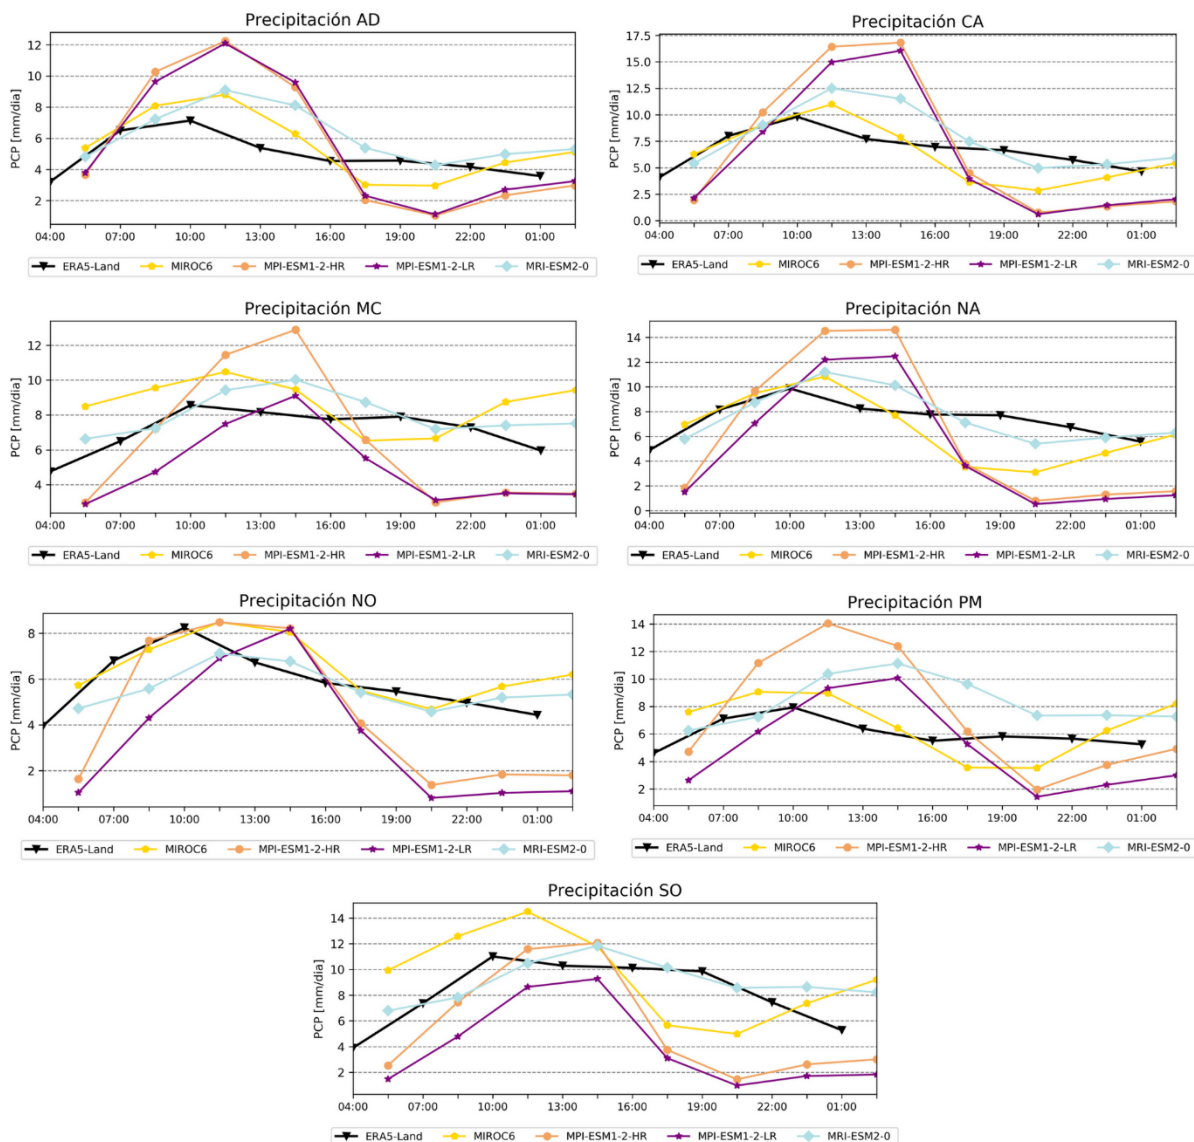 Precipitación AD
PCP [mm/dia]
12
10
8
6
4
2
04:00 07:00 10:00 13:00 16:00 19:00 22:00 01:00
ERA5-Land MIROC6 MPI-ESM1-2-HR MPI-ESM1-2-LR MRI-ESM2-0
Precipitación CA
PCP [mm/dia]
17.5
15.0
12.5
10.0
7.5
5.0
2.5
0.0
04:00 07:00 10:00 13:00 16:00 19:00 22:00 01:00
ERA5-Land MIROC6 MPI-ESM1-2-HR MPI-ESM1-2-LR MRI-ESM2-0
Precipitación MC
PCP [mm/dia]
12
10
8
6
4
04:00 07:00 10:00 13:00 16:00 19:00 22:00 01:00
ERA5-Land MIROC6 MPI-ESM1-2-HR MPI-ESM1-2-LR MRI-ESM2-0
Precipitación NA
PCP [mm/dia]
14
12
10
8
6
4
2
0
04:00 07:00 10:00 13:00 16:00 19:00 22:00 01:00
ERA5-Land MIROC6 MPI-ESM1-2-HR MPI-ESM1-2-LR MRI-ESM2-0
Precipitación NO
PCP [mm/dia]
8
6
4
2
04:00 07:00 10:00 13:00 16:00 19:00 22:00 01:00
ERA5-Land MIROC6 MPI-ESM1-2-HR MPI-ESM1-2-LR MRI-ESM2-0
Precipitación PM
PCP [mm/dia]
14
12
10
8
6
4
2
04:00 07:00 10:00 13:00 16:00 19:00 22:00 01:00
ERA5-Land MIROC6 MPI-ESM1-2-HR MPI-ESM1-2-LR MRI-ESM2-0
Precipitación SO
PCP [mm/dia]
14
12
10
8
6
4
2
04:00 07:00 10:00 13:00 16:00 19:00 22:00 01:00
ERA5-Land MIROC6 MPI-ESM1-2-HR MPI-ESM1-2-LR MRI-ESM2-0